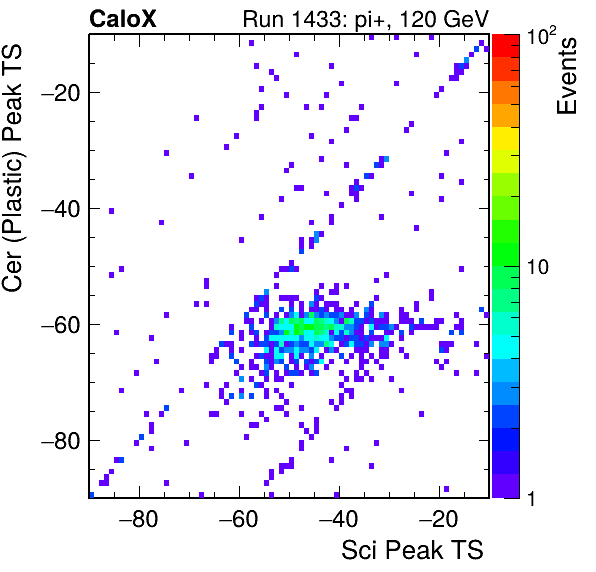 CaloX Run 1433: pi+, 120 GeV
Cer (Plastic) Peak TS
−20
−40
−60
−80
−80 −60 −40 −20
Sci Peak TS
10²
10
1
Events